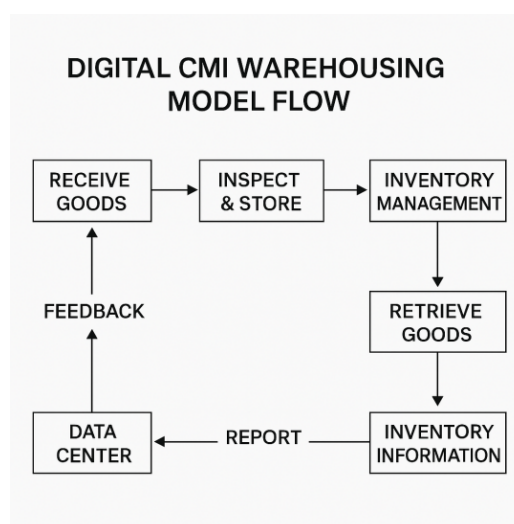 DIGITAL CMI WAREHOUSING
MODEL FLOW
RECEIVE
GOODS
INSPECT
& STORE
INVENTORY
MANAGEMENT
RETRIEVE
GOODS
INVENTORY
INFORMATION
REPORT
DATA
CENTER
FEEDBACK